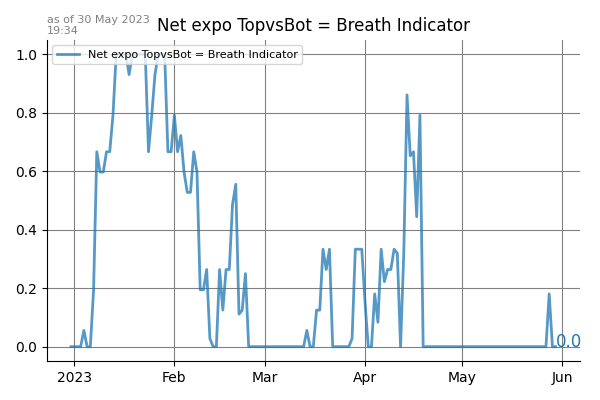 as of 30 May 2023
19:34
Net expo TopvsBot = Breath Indicator
Net expo TopvsBot = Breath Indicator
1.0
0.8
0.6
0.4
0.2
0.0
0.0
2023 Feb Mar Apr May Jun